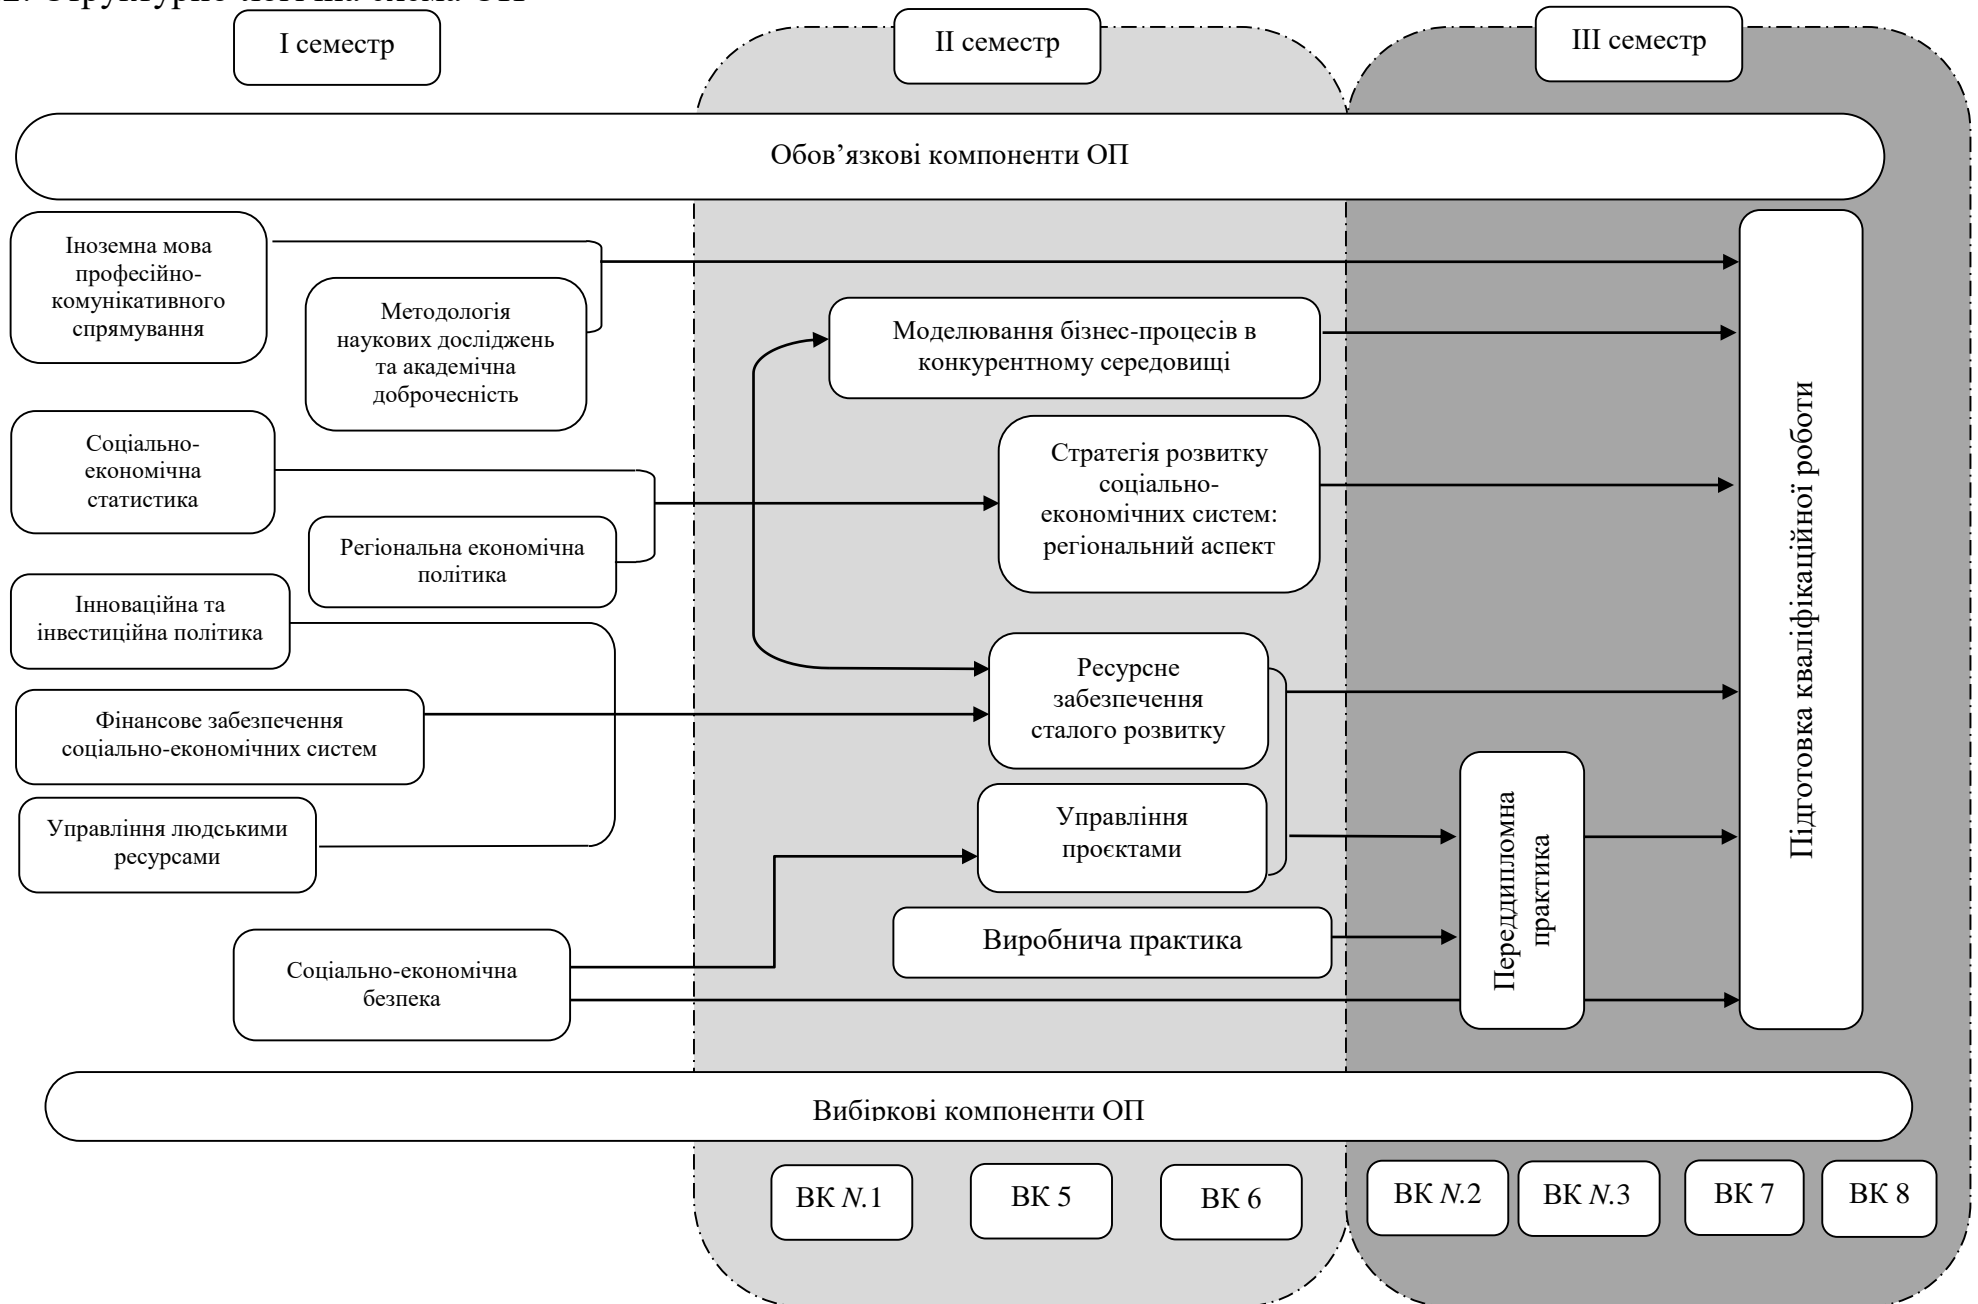 I семестр
II семестр
III семестр
Обов’язкові компоненти ОП
Іноземна мова
професійно-
комунікативного
спрямування
Методологія
наукових досліджень
та академічна
доброчесність
Моделювання бізнес-процесів в
конкурентному середовищі
Соціально-
економічна
статистика
Регіональна економічна
політика
Стратегія розвитку
соціально-
економічних систем:
регіональний аспект
Інноваційна та
інвестиційна політика
Фінансове забезпечення
соціально-економічних систем
Ресурсне
забезпечення
сталого розвитку
Управління людськими
ресурсами
Управління
проєктами
Виробнича практика
Соціально-економічна
безпека
Переддипломна
практика
Підготовка кваліфікаційної роботи
Вибіркові компоненти ОП
ВК N.1
ВК 5
ВК 6
ВК N.2
ВК N.3
ВК 7
ВК 8